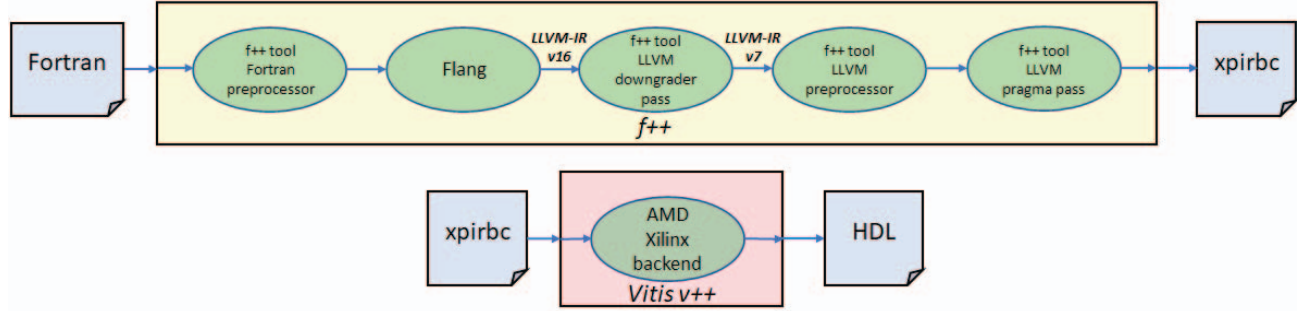 Fortran
f++ tool
Fortran
preprocessor
Flang
LLVM-IR
v16
f++ tool
LLVM
downgrader
pass
LLVM-IR
v7
f++ tool
LLVM
preprocessor
f++ tool
LLVM
pragma pass
xpirbc
f++
xpirbc
AMD
Xilinx
backend
HDL
Vitis v++